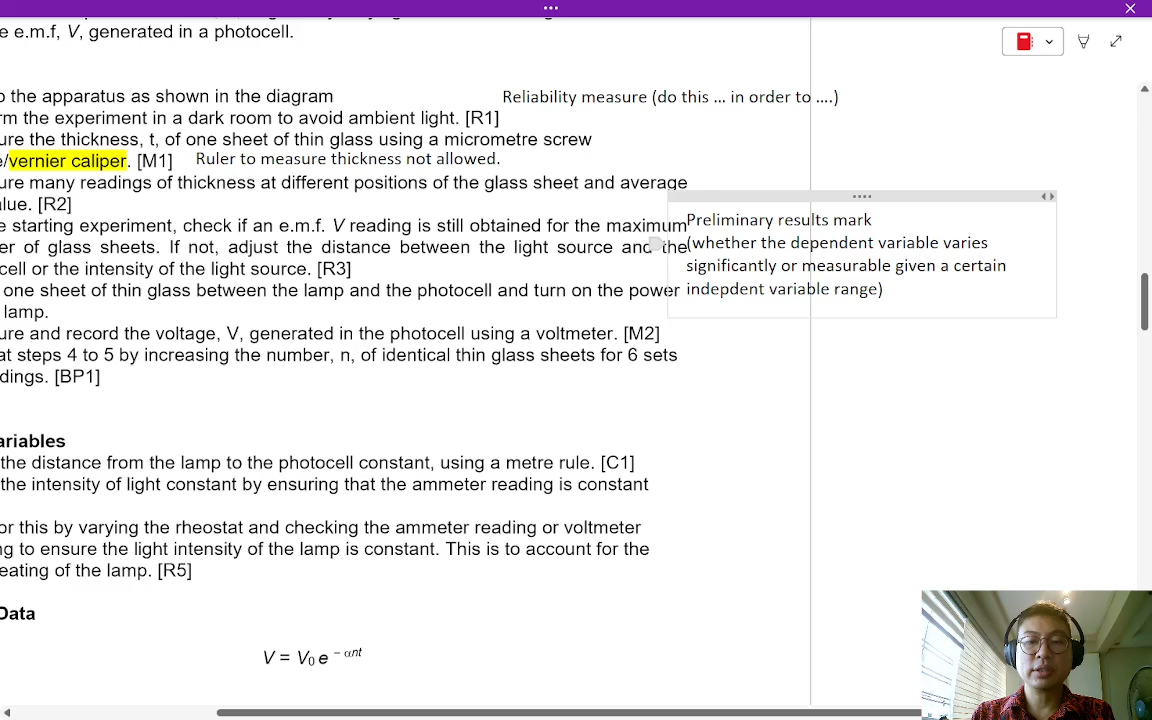 e e.m.f, V, generated in a photocell.
o the apparatus as shown in the diagram
Reliability measure (do this ... in order to ....)
rm the experiment in a dark room to avoid ambient light. [R1]
ure the thickness, t, of one sheet of thin glass using a micrometre screw
e/vernier caliper. [M1]
Ruler to measure thickness not allowed.
ure many readings of thickness at different positions of the glass sheet and average
alue. [R2]
e starting experiment, check if an e.m.f. V reading is still obtained for the maximum
er of glass sheets. If not, adjust the distance between the light source and the
cell or the intensity of the light source. [R3]
one sheet of thin glass between the lamp and the photocell and turn on the power
lamp.
ure and record the voltage, V, generated in the photocell using a voltmeter. [M2]
at steps 4 to 5 by increasing the number, n, of identical thin glass sheets for 6 sets
dings. [BP1]
Preliminary results mark
(whether the dependent variable varies
significantly or measurable given a certain
indepdent variable range)
ariables
the distance from the lamp to the photocell constant, using a metre rule. [C1]
the intensity of light constant by ensuring that the ammeter reading is constant
or this by varying the rheostat and checking the ammeter reading or voltmeter
ng to ensure the light intensity of the lamp is constant. This is to account for the
eating of the lamp. [R5]
Data
V = V₀ e ^– αnt